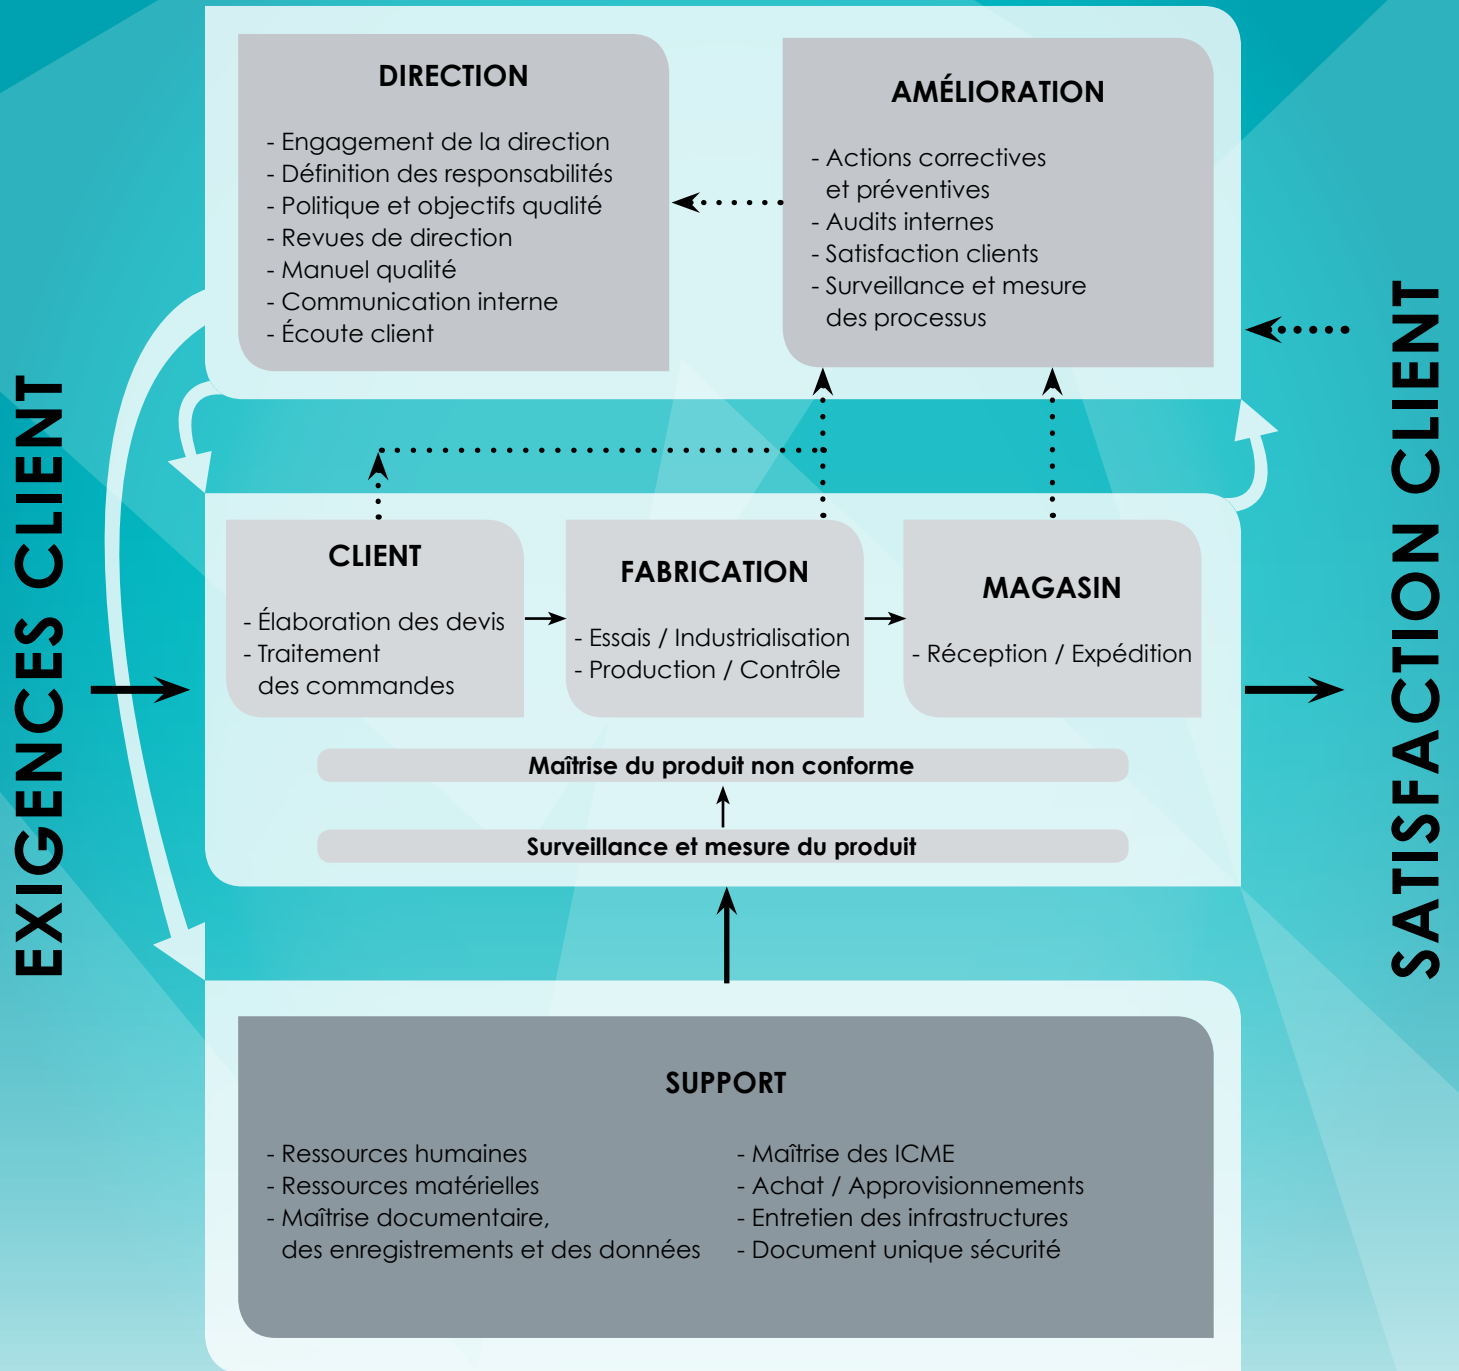 DIRECTION
- Engagement de la direction
- Définition des responsabilités
- Politique et objectifs qualité
- Revues de direction
- Manuel qualité
- Communication interne
- Écoute client
AMÉLIORATION
- Actions correctives
et préventives
- Audits internes
- Satisfaction clients
- Surveillance et mesure
des processus
EXIGENCES CLIENT
CLIENT
- Élaboration des devis
- Traitement
des commandes
FABRICATION
- Essais / Industrialisation
- Production / Contrôle
MAGASIN
- Réception / Expédition
SATISFACTION CLIENT
Maîtrise du produit non conforme
Surveillance et mesure du produit
SUPPORT
- Ressources humaines
- Ressources matérielles
- Maîtrise documentaire,
des enregistrements et des données
- Maîtrise des ICME
- Achat / Approvisionnements
- Entretien des infrastructures
- Document unique sécurité